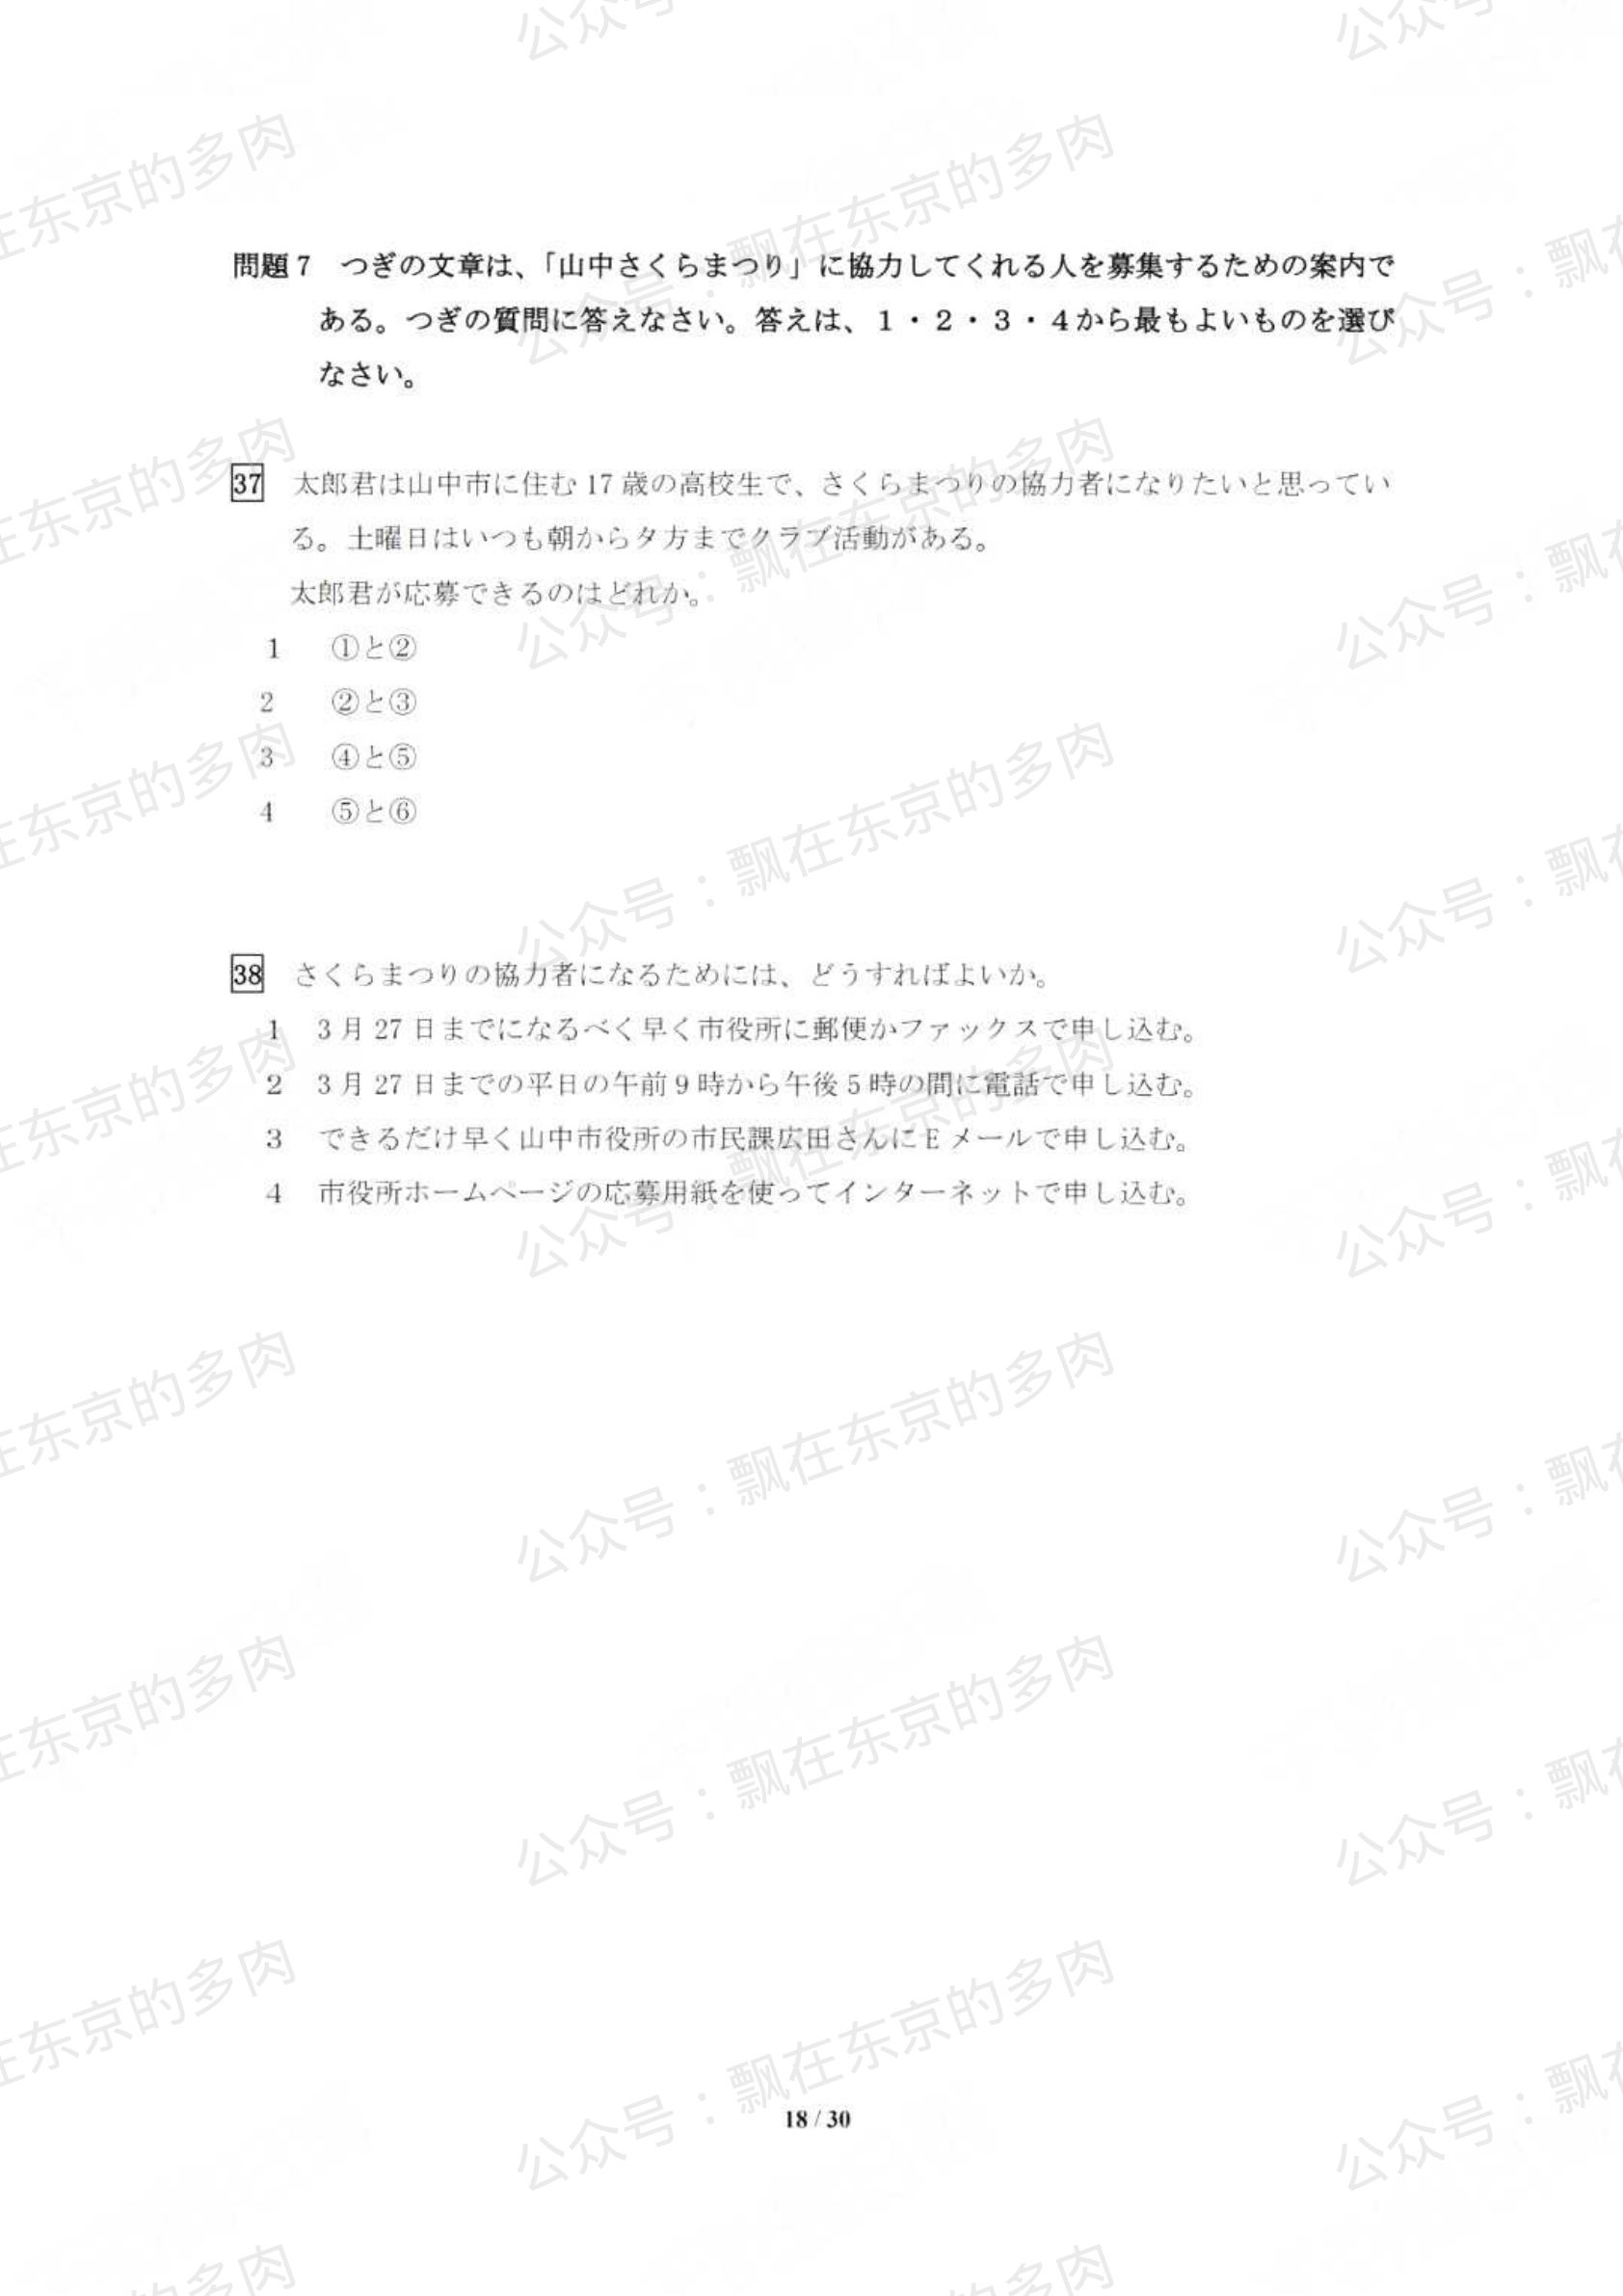 問題7 つぎの文章は、「山中さくらまつり」に協力してくれる人を募集するための案内で
ある。つぎの質問に答えなさい。答えは、1・2・3・4から最もよいものを選び
なさい。
37 太郎君は山中市に住む 17 歳の高校生で、さくらまつりの協力者になりたいと思ってい
る。土曜日はいつも朝から夕方までクラブ活動がある。
太郎君が応募できるのはどれか。
1 ①と②
2 ②と③
3 ④と⑤
4 ⑤と⑥
38 さくらまつりの協力者になるためには、どうすればよいか。
1 3月 27 日までになるべく早く市役所に郵便かファックスで申し込む。
2 3月 27 日までの平日の午前9時から午後5時の間に電話で申し込む。
3 できるだけ早く山中市役所の市民課広田さんにEメールで申し込む。
4 市役所ホームページの応募用紙を使ってインターネットで申し込む。
18 / 30
公众号:飘在东京的多肉